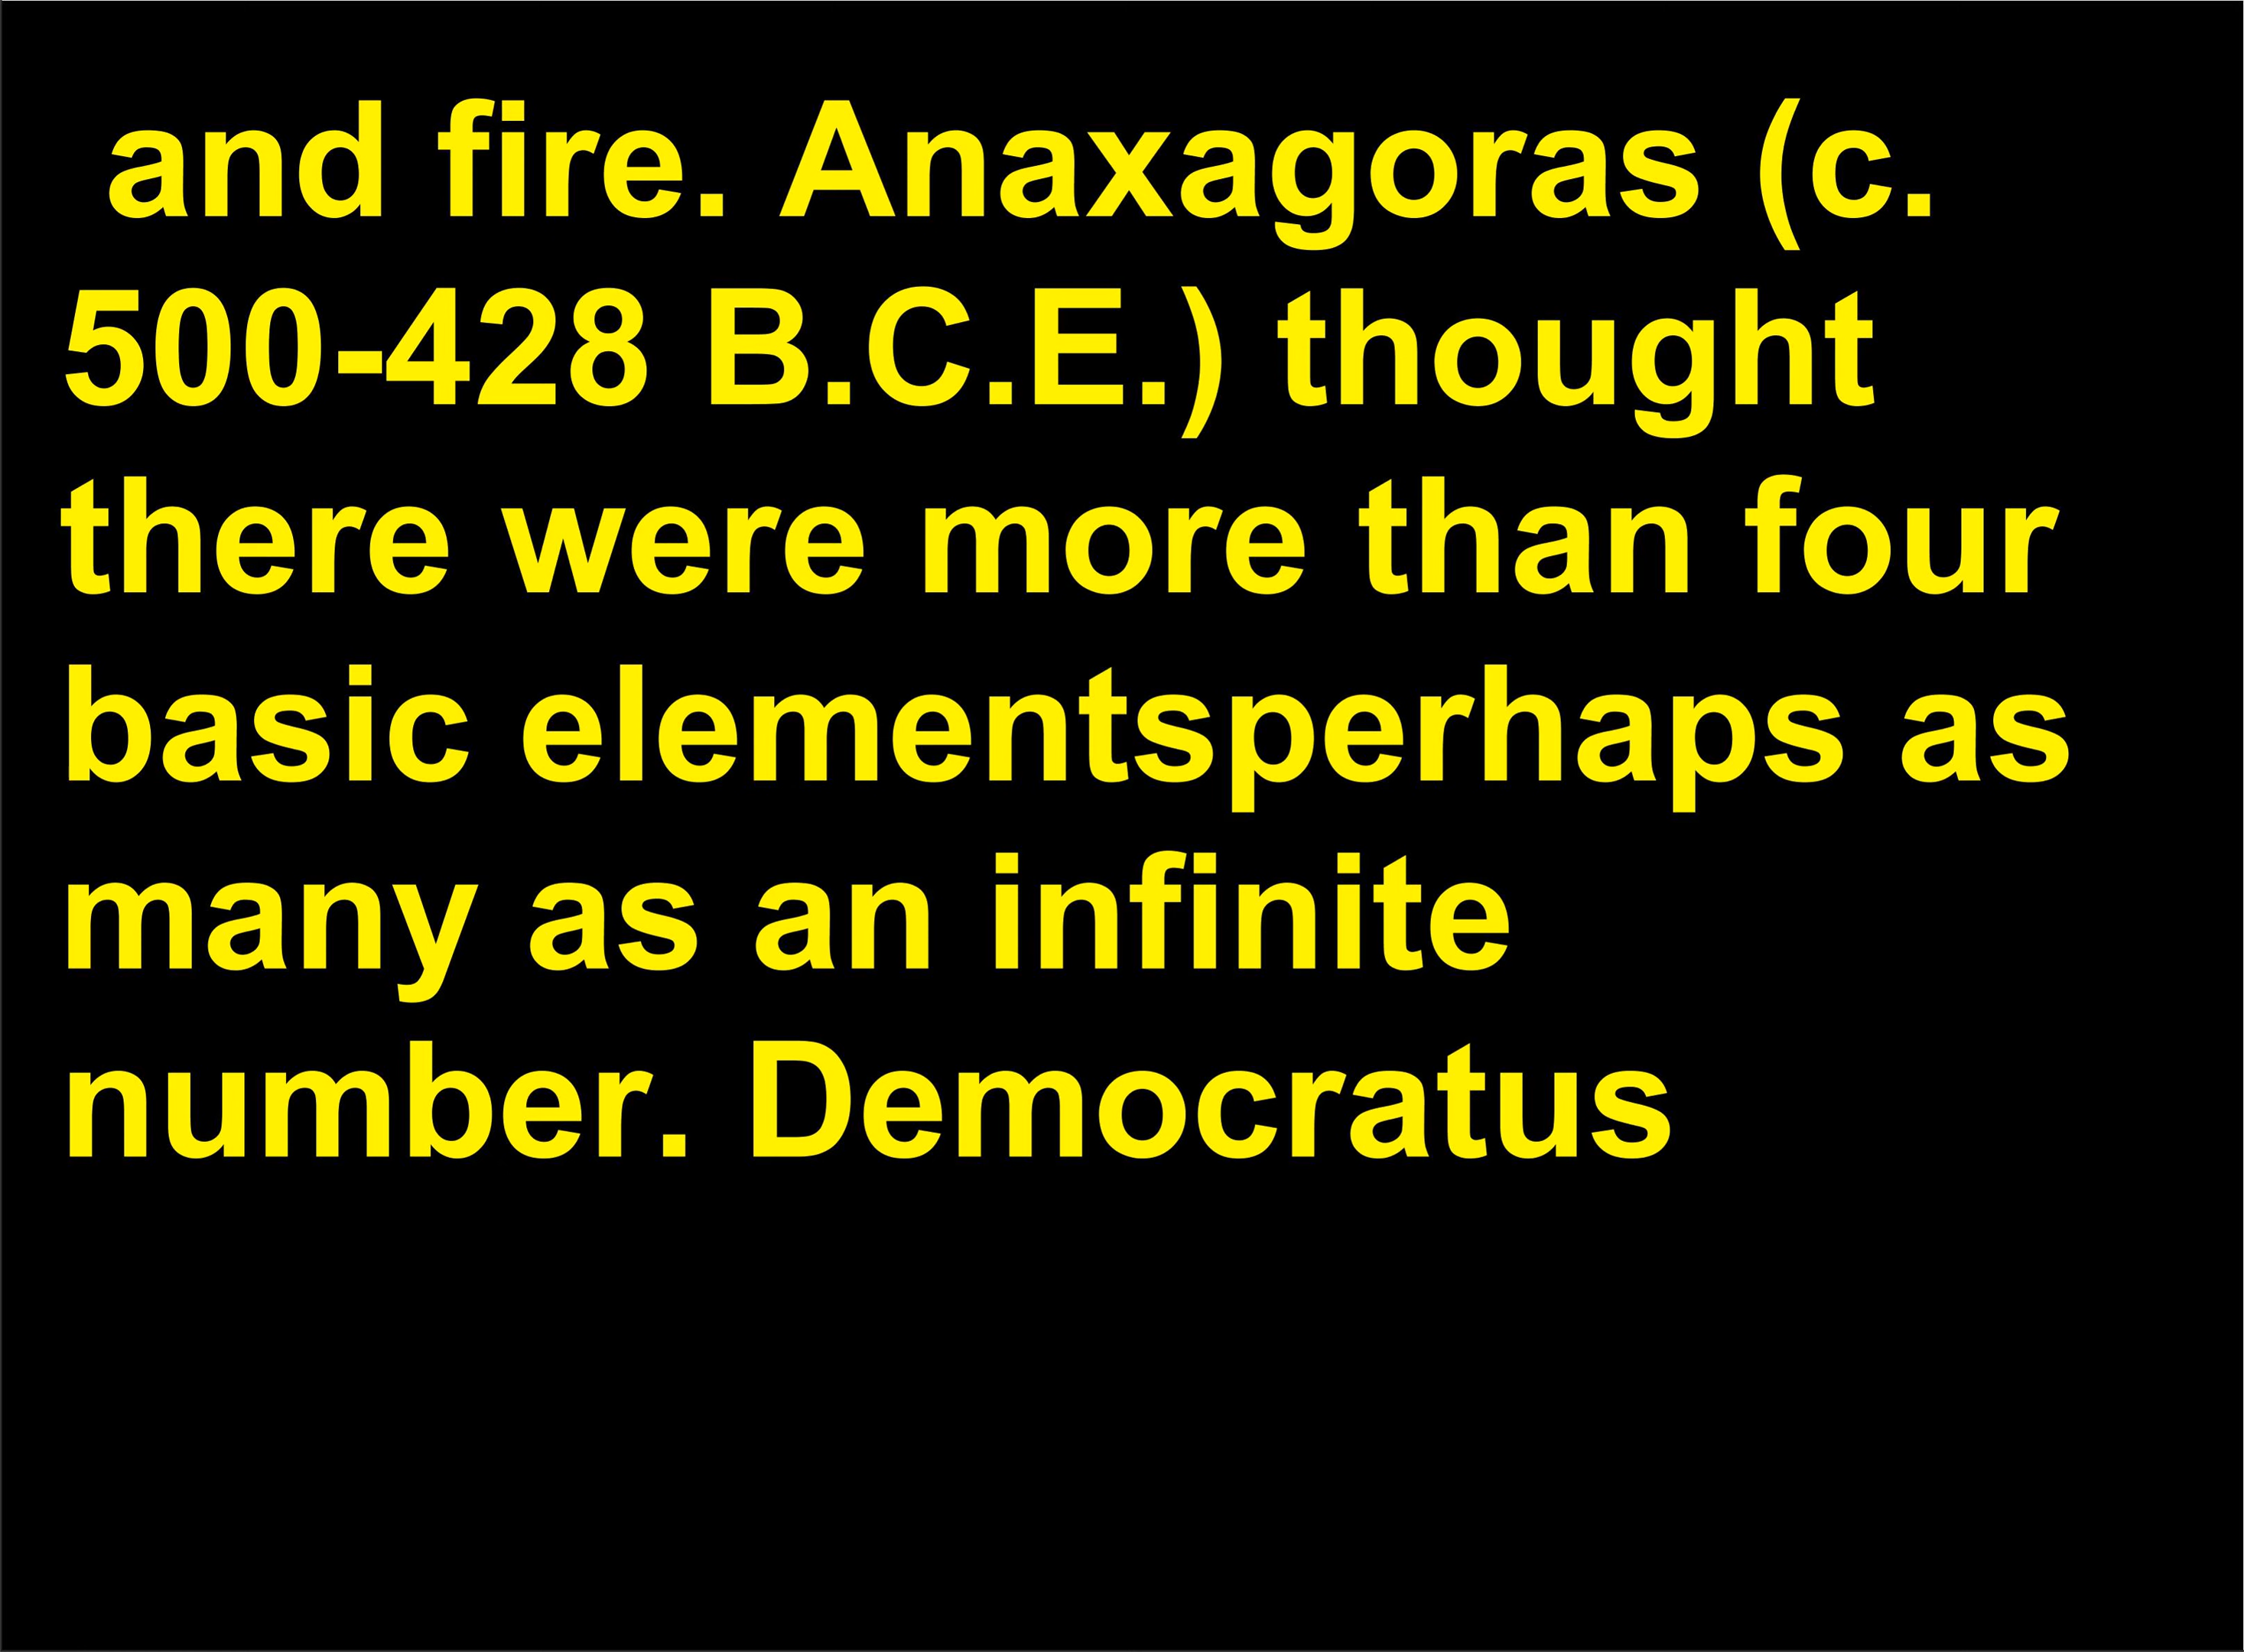 and fire. Anaxagoras (c.
500-428 B.C.E.) thought
there were more than four
basic elementsperhaps as
many as an infinite
number. Democratus